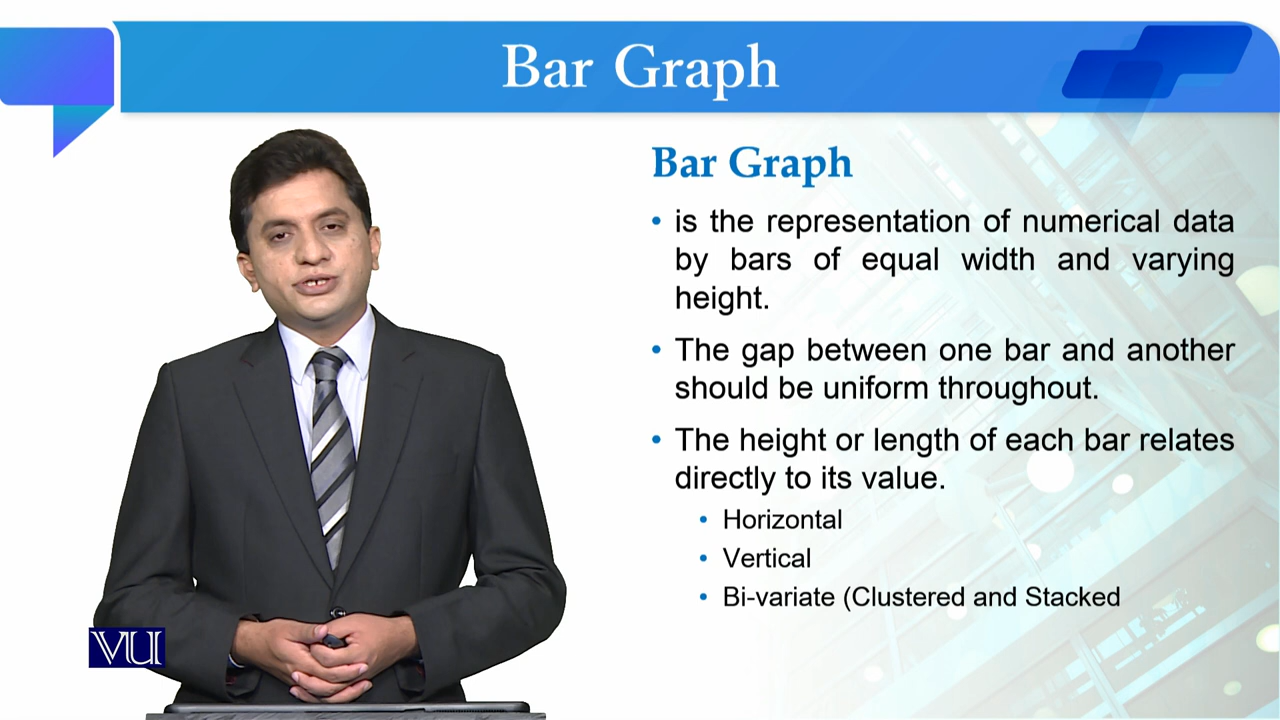 Bar Graph
Bar Graph
• is the representation of numerical data
by bars of equal width and varying
height.
• The gap between one bar and another
should be uniform throughout.
• The height or length of each bar relates
directly to its value.
• Horizontal
• Vertical
• Bi-variate (Clustered and Stacked
VU